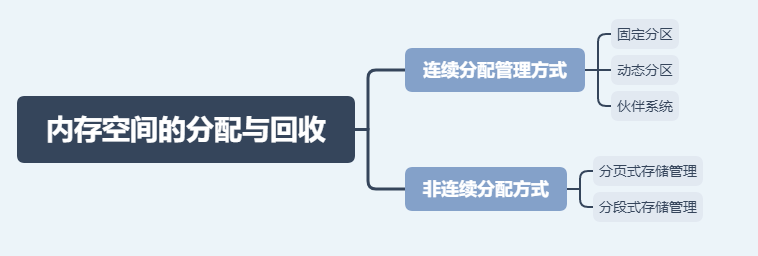 内存空间的分配与回收
连续分配管理方式
固定分区
动态分区
伙伴系统
非连续分配方式
分页式存储管理
分段式存储管理